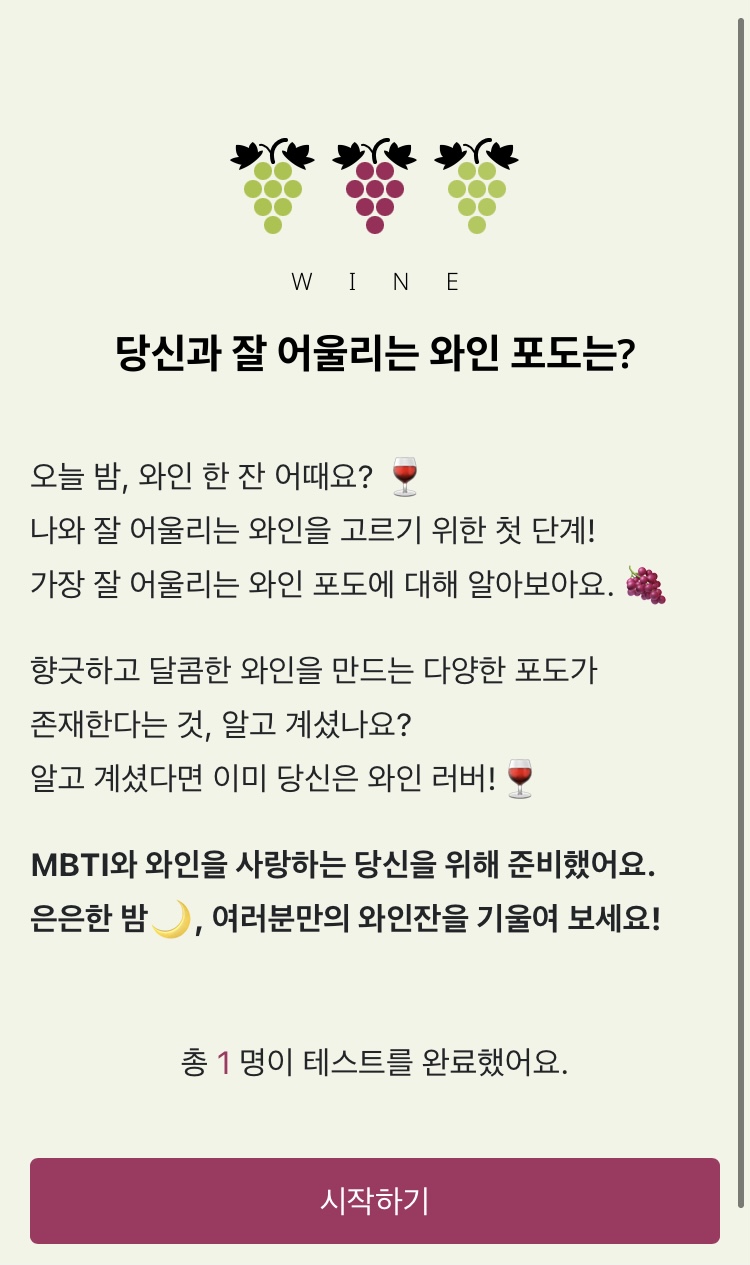 W I N E
당신과 잘 어울리는 와인 포도는?
오늘 밤, 와인 한 잔 어때요? 🍷
나와 잘 어울리는 와인을 고르기 위한 첫 단계!
가장 잘 어울리는 와인 포도에 대해 알아보아요. 🍇
향긋하고 달콤한 와인을 만드는 다양한 포도가
존재한다는 것, 알고 계셨나요?
알고 계셨다면 이미 당신은 와인 러버! 🍷
MBTI와 와인을 사랑하는 당신을 위해 준비했어요.
은은한 밤🌙, 여러분만의 와인잔을 기울여 보세요!
총 1 명이 테스트를 완료했어요.
시작하기